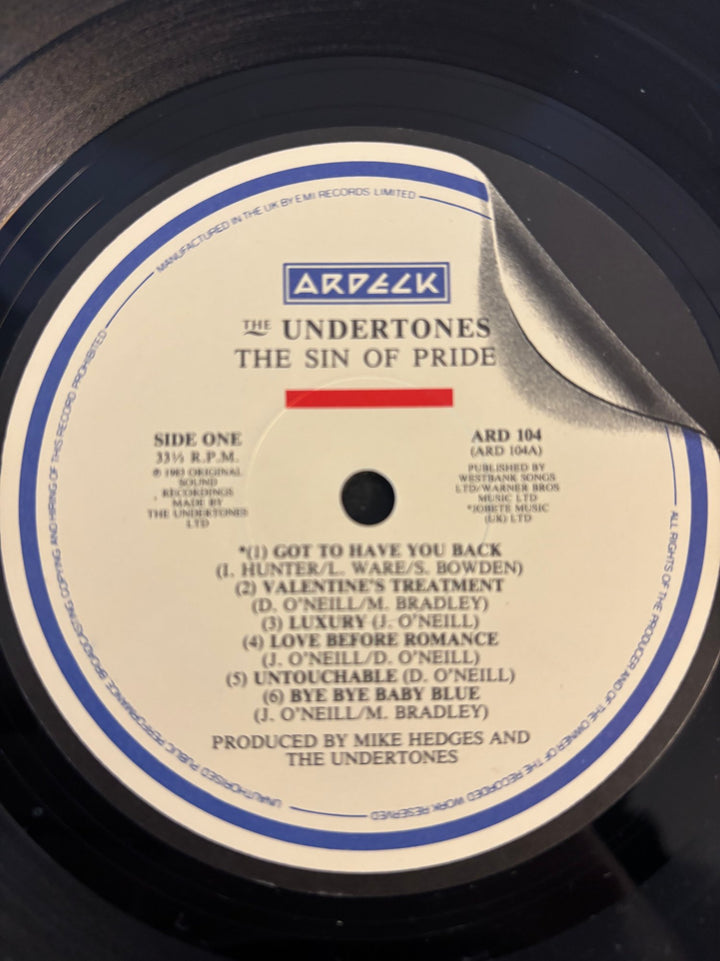 MANUFACTURED IN THE UK BY EMI RECORDS LIMITED
ARDECK
THE UNDERTONES
THE SIN OF PRIDE
SIDE ONE
33⅓ R.P.M.
℗ 1983 ORIGINAL
SOUND
RECORDINGS
MADE BY
THE UNDERTONES
LTD
ARD 104
(ARD 104A)
PUBLISHED BY
WESTBANK SONGS
LTD/WARNER BROS
MUSIC LTD
*JOBETE MUSIC
(UK) LTD
*(1) GOT TO HAVE YOU BACK
(I. HUNTER/L. WARE/S. BOWDEN)
(2) VALENTINE'S TREATMENT
(D. O'NEILL/M. BRADLEY)
(3) LUXURY (J. O'NEILL)
(4) LOVE BEFORE ROMANCE
(J. O'NEILL/D. O'NEILL)
(5) UNTOUCHABLE (D. O'NEILL)
(6) BYE BYE BABY BLUE
(J. O'NEILL/M. BRADLEY)
PRODUCED BY MIKE HEDGES AND
THE UNDERTONES
ALL RIGHTS OF THE PRODUCER AND OF THE OWNER OF THE RECORDED WORK RESERVED
UNAUTHORISED PUBLIC PERFORMANCE BROADCASTING COPYING AND HIRING OF THIS RECORD PROHIBITED